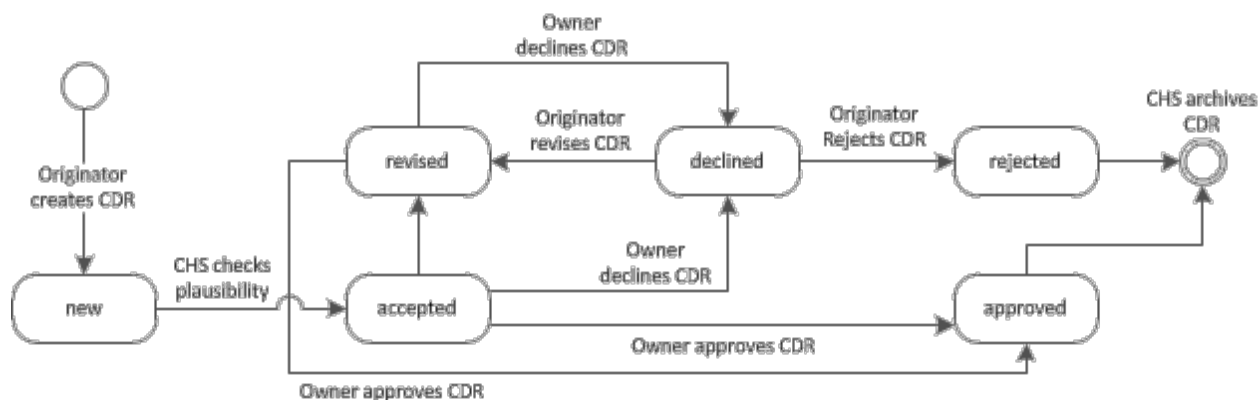 Owner
declines CDR
CHS archives
CDR
Originator
revises CDR
Originator
Rejects CDR
revised
declined
rejected
Originator
creates CDR
Owner
declines CDR
CHS checks
plausibility
new
accepted
approved
Owner approves CDR
Owner approves CDR